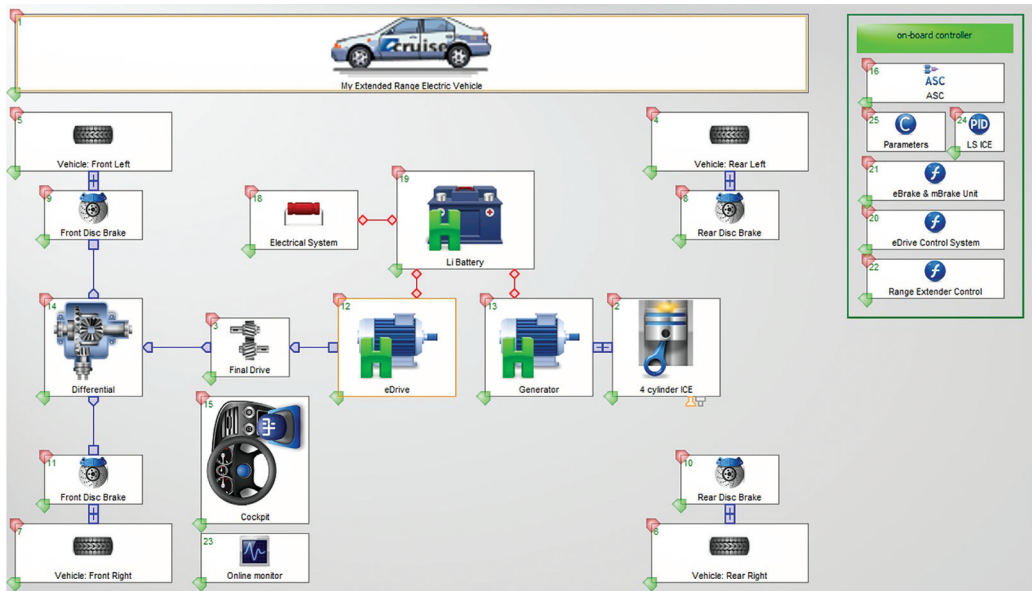 1
cruise
My Extended Range Electric Vehicle
on-board controller
16
ASC
ASC
5
Vehicle: Front Left
4
Vehicle: Rear Left
25
C
Parameters
24
PID
LS ICE
9
Front Disc Brake
18
Electrical System
19
H
Li Battery
8
Rear Disc Brake
21
f
eBrake & mBrake Unit
20
f
eDrive Control System
22
f
Range Extender Control
14
Differential
3
Final Drive
12
H
eDrive
13
H
Generator
2
4 cylinder ICE
15
Cockpit
11
Front Disc Brake
10
Rear Disc Brake
7
Vehicle: Front Right
23
Online monitor
6
Vehicle: Rear Right